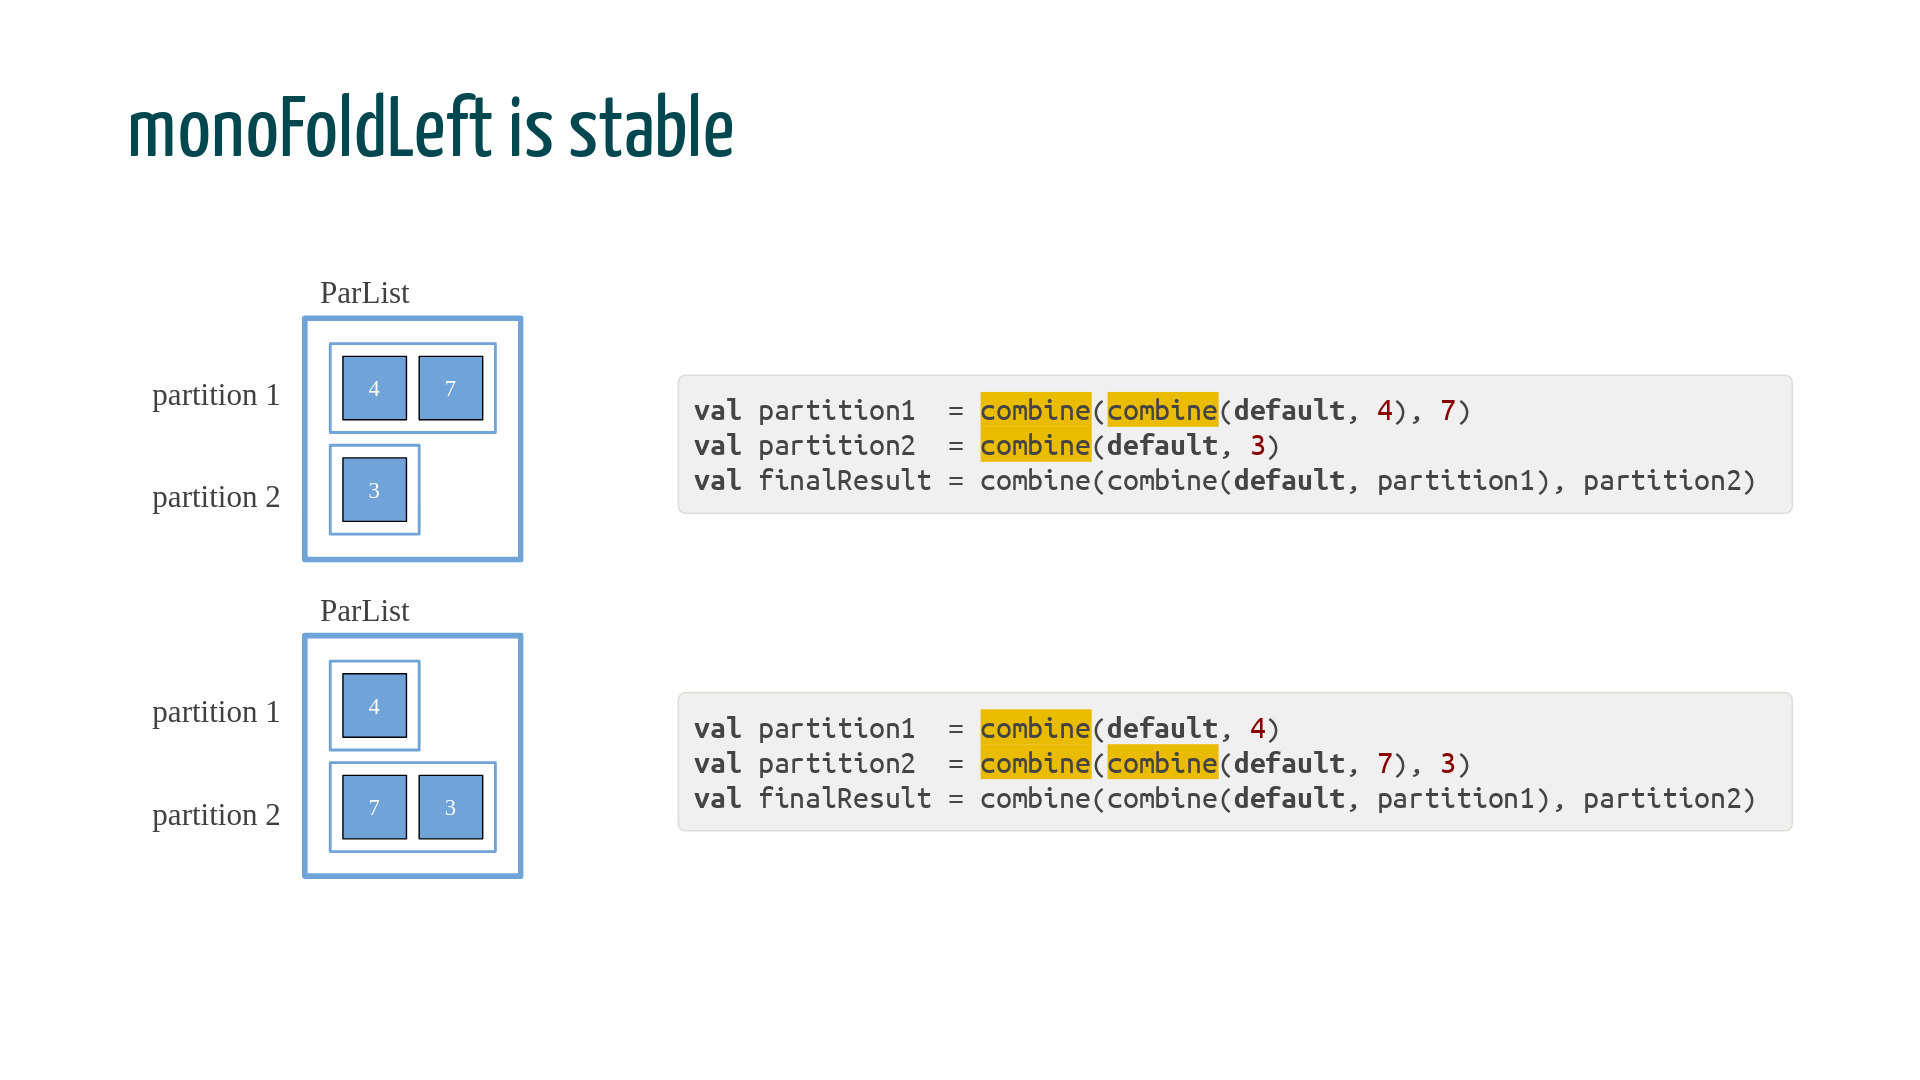 monoFoldLeft is stable
ParList
partition 1
4 7
partition 2
3
val partition1  = combine(combine(default, 4), 7)
val partition2  = combine(default, 3)
val finalResult = combine(combine(default, partition1), partition2)
ParList
partition 1
4
partition 2
7 3
val partition1  = combine(default, 4)
val partition2  = combine(combine(default, 7), 3)
val finalResult = combine(combine(default, partition1), partition2)